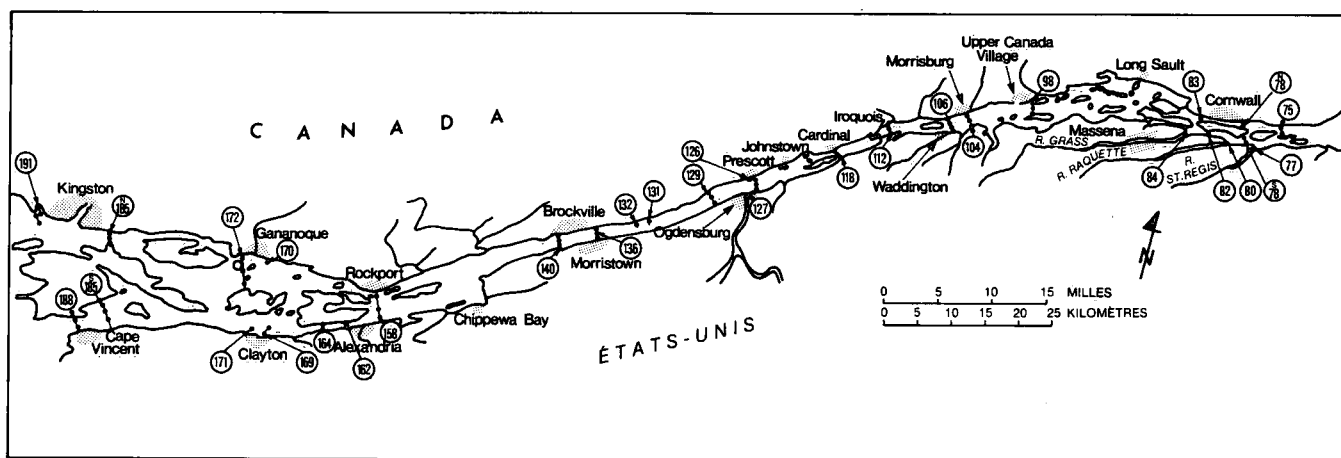 CANADA
191
Kingston
S 185
172
Gananoque
170
Rockport
188
S 185
Cape
Vincent
171
Clayton
169
164
162
Alexandria
158
Chippewa Bay
Brockville
140
136
Morristown
132
131
129
126
Prescott
Johnstown
127
Ogdensburg
Cardinal
118
Iroquois
112
106
Morrisburg
104
Waddington
Upper Canada
Village
98
Long Sault
Massena
R. GRASS
R. RAQUETTE
R.
ST.REGIS
84
83
Cornwall
78
75
77
82
80
78
N
ÉTATS-UNIS
0 5 10 15 MILLES
0 5 10 15 20 25 KILOMÈTRES